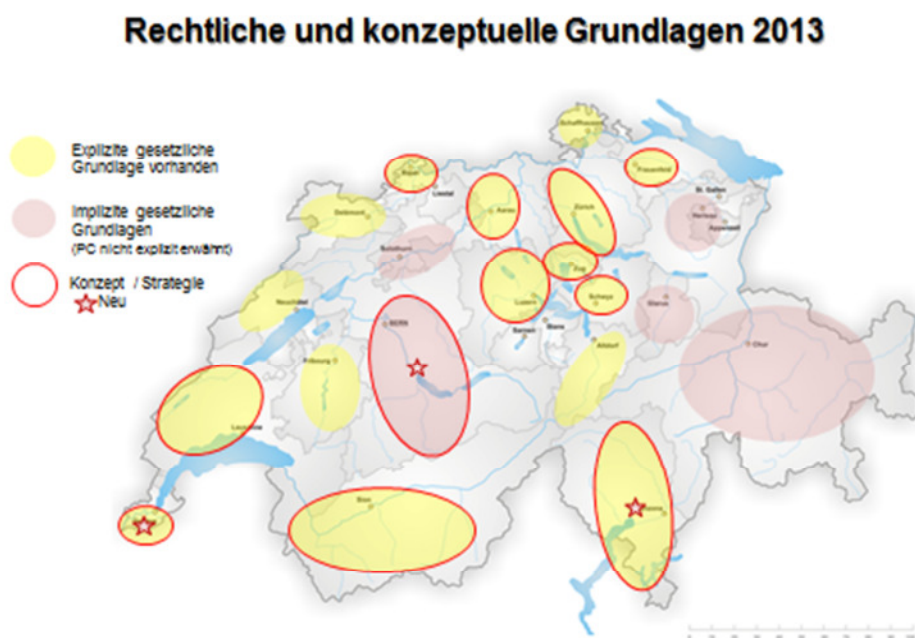 Rechtliche und konzeptuelle Grundlagen 2013
Explizite gesetzliche
Grundlage vorhanden
Implizite gesetzliche
Grundlagen
(PC nicht explizit erwähnt)
Konzept / Strategie
Neu
Schaffhausen
Basel
Liestal
Frauenfeld
Delémont
Aarau
Zürich
St. Gallen
Herisau
Appenzell
Solothurn
Zug
Luzern
Schwyz
Glarus
Neuchâtel
BERN
Sarnen
Stans
Altdorf
Chur
Fribourg
Lausanne
Sion